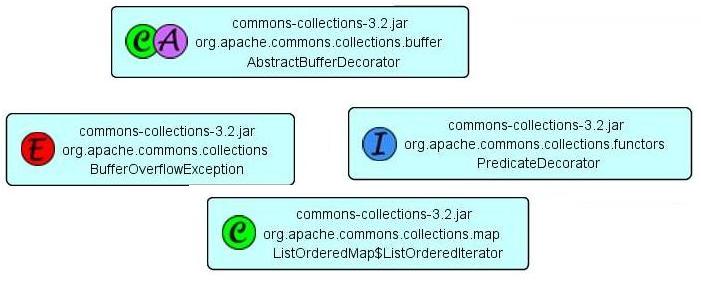 C A
commons-collections-3.2.jar
org.apache.commons.collections.buffer
AbstractBufferDecorator
E
commons-collections-3.2.jar
org.apache.commons.collections
BufferOverflowException
I
commons-collections-3.2.jar
org.apache.commons.collections.functors
PredicateDecorator
C
commons-collections-3.2.jar
org.apache.commons.collections.map
ListOrderedMap$ListOrderedIterator